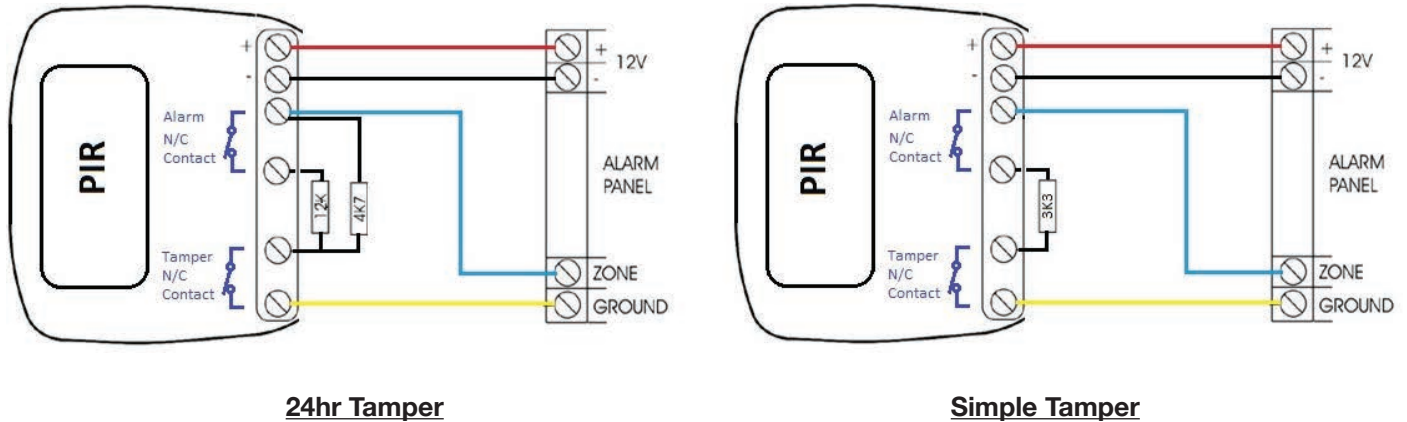 PIR
+
-
Alarm
N/C
Contact
Tamper
N/C
Contact
12K
4K7
+
-
12V
ALARM
PANEL
ZONE
GROUND
24hr Tamper
PIR
+
-
Alarm
N/C
Contact
Tamper
N/C
Contact
3K3
+
-
12V
ALARM
PANEL
ZONE
GROUND
Simple Tamper